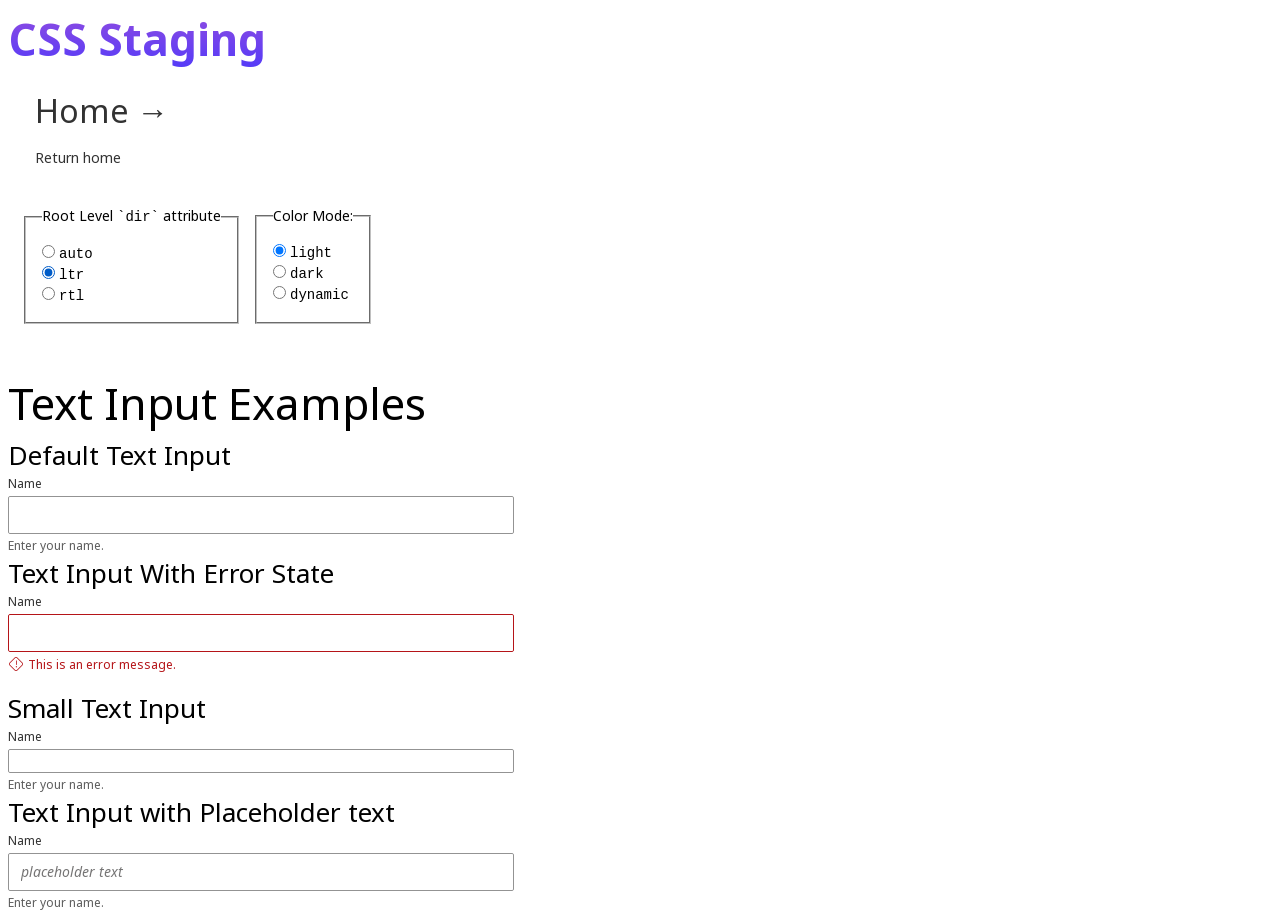 CSS Staging
Home →
Return home
Root Level `dir` attribute
auto
ltr
rtl
Color Mode:
light
dark
dynamic
Text Input Examples
Default Text Input
Name
Enter your name.
Text Input With Error State
Name
This is an error message.
Small Text Input
Name
Enter your name.
Text Input with Placeholder text
Name
placeholder text
Enter your name.